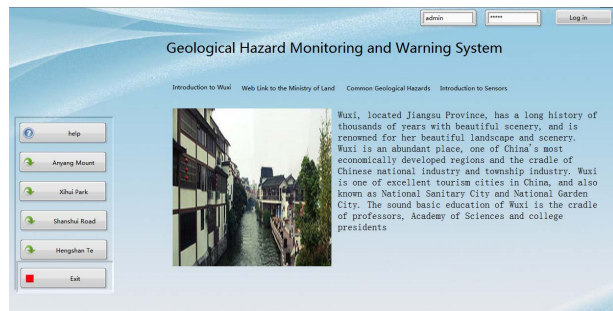 admin
*****
Log in
Geological Hazard Monitoring and Warning System
Introduction to Wuxi Web Link to the Ministry of Land Common Geological Hazards Introduction to Sensors
help
Anyang Mount
Xihui Park
Shanshui Road
Hengshan Te
Exit
Wuxi, located Jiangsu Province, has a long history of
thousands of years with beautiful scenery, and is
renowned for her beautiful landscape and scenery.
Wuxi is an abundant place, one of China's most
economically developed regions and the cradle of
Chinese national industry and township industry. Wuxi
is one of excellent tourism cities in China, and also
known as National Sanitary City and National Garden
City. The sound basic education of Wuxi is the cradle
of professors, Academy of Sciences and college
presidents